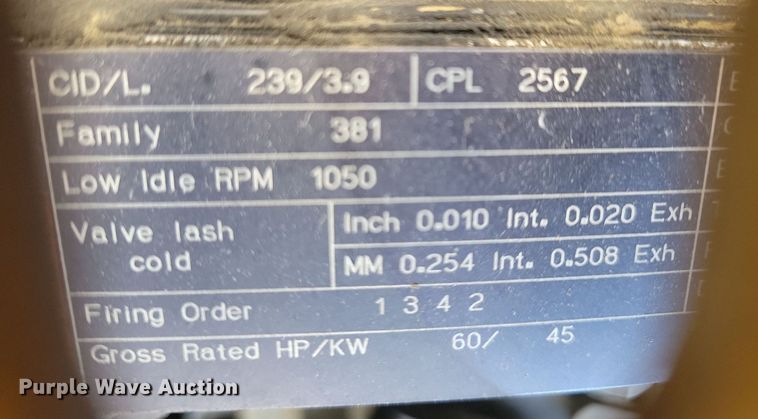 CID/L. 239/3.9 CPL 2567
Family 381
Low Idle RPM 1050
Valve lash cold
Inch 0.010 Int. 0.020 Exh
MM 0.254 Int. 0.508 Exh
Firing Order 1 3 4 2
Gross Rated HP/KW 60/ 45
Purple Wave Auction